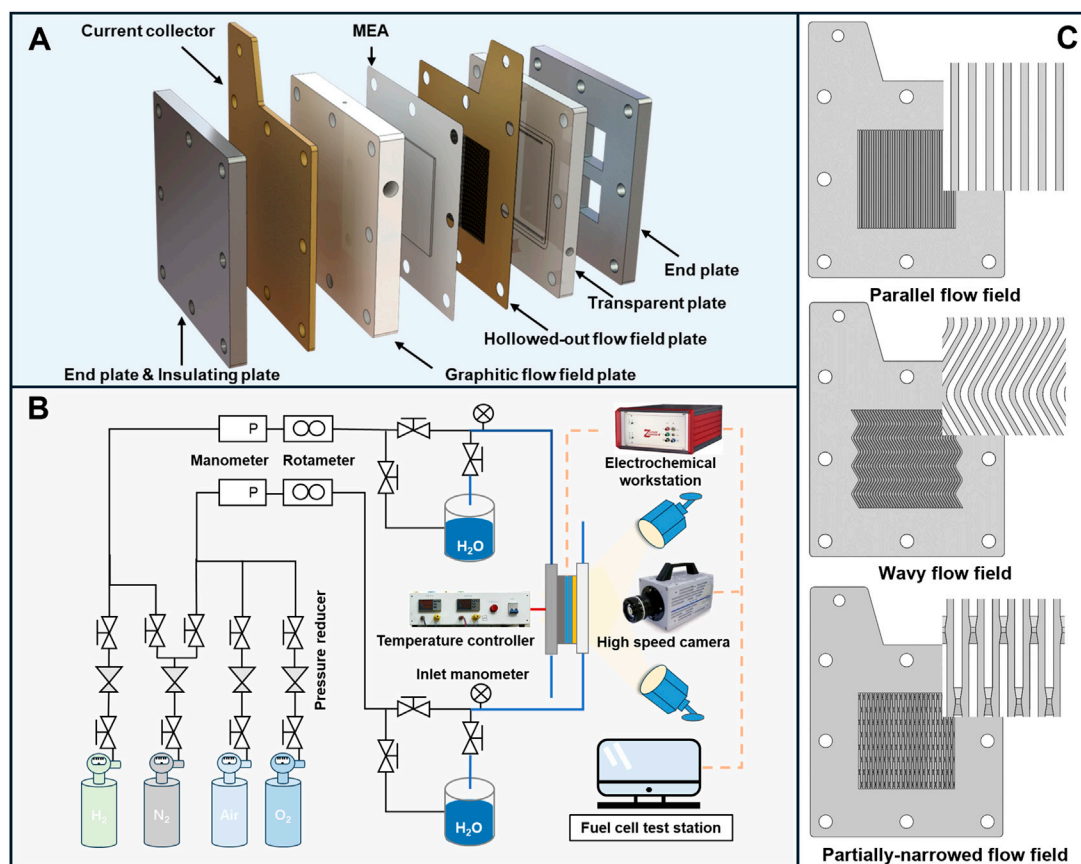 A
Current collector
MEA
End plate
Transparent plate
Hollowed-out flow field plate
Graphitic flow field plate
End plate & Insulating plate
B
P
Manometer
Rotameter
P
H2O
Electrochemical
workstation
Temperature controller
High speed camera
Inlet manometer
Pressure reducer
H2
N2
Air
O2
H2O
Fuel cell test station
C
Parallel flow field
Wavy flow field
Partially-narrowed flow field